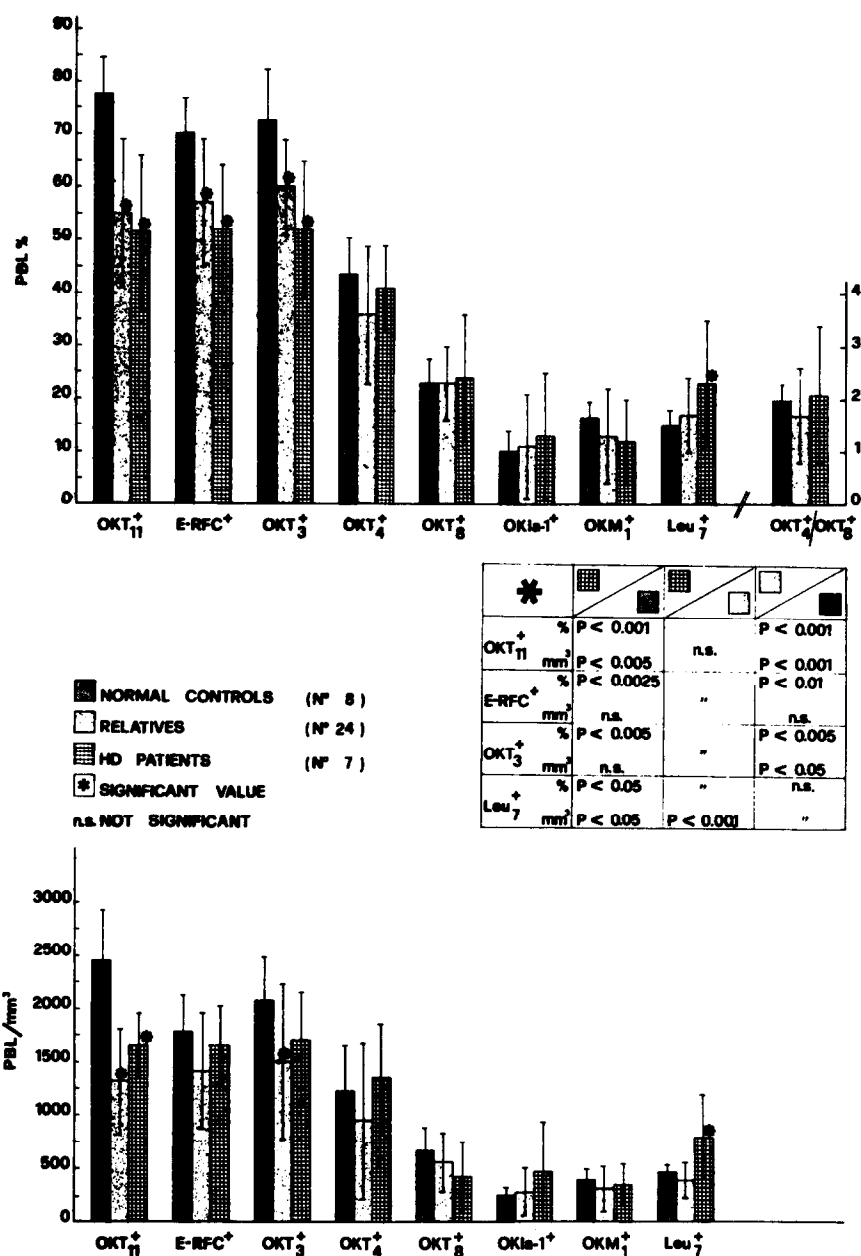 90
80
70
60
50
40
30
20
10
0
PBL %
4
3
2
1
0
OKT11+ E-RFC+ OKT3+ OKT4+ OKT8+ OKIa-1+ OKM1+ Leu7+ OKT4+/OKT8+
*
OKT11+ % P < 0.001 P < 0.001
n.s.
mm3 P < 0.005 P < 0.001
E-RFC+ % P < 0.0025 " P < 0.01
mm3 n.s. n.s.
OKT3+ % P < 0.005 " P < 0.005
mm3 n.s. P < 0.05
Leu7+ % P < 0.05 " n.s.
mm3 P < 0.05 P < 0.001 "
NORMAL CONTROLS (N° 8)
RELATIVES (N° 24)
HD PATIENTS (N° 7)
* SIGNIFICANT VALUE
n.s. NOT SIGNIFICANT
3000
2500
2000
1500
1000
500
0
PBL/mm3
OKT11+ E-RFC+ OKT3+ OKT4+ OKT8+ OKIa-1+ OKM1+ Leu7+